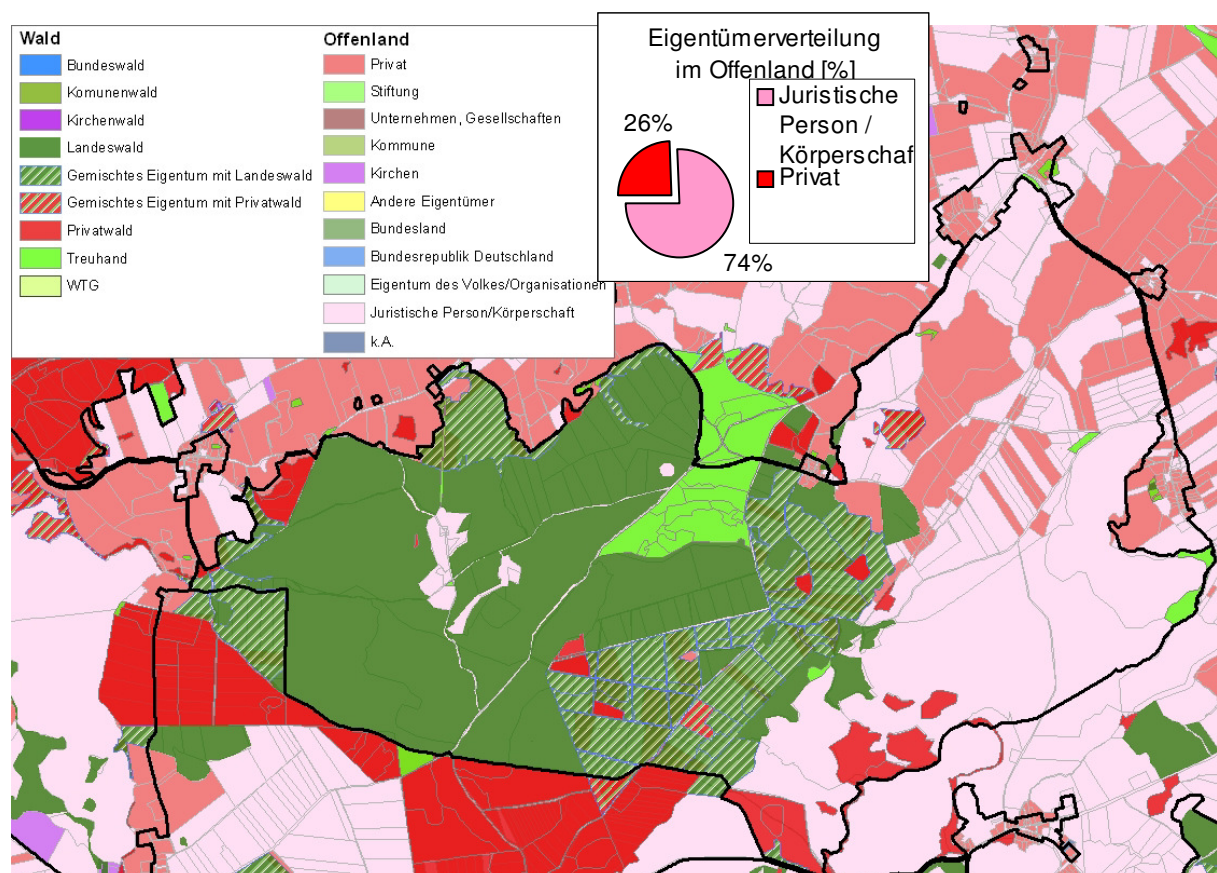 Wald
Bundeswald
Komunenwald
Kirchenwald
Landeswald
Gemischtes Eigentum mit Landeswald
Gemischtes Eigentum mit Privatwald
Privatwald
Treuhand
WTG
Offenland
Privat
Stiftung
Unternehmen, Gesellschaften
Kommune
Kirchen
Andere Eigentümer
Bundesland
Bundesrepublik Deutschland
Eigentum des Volkes/Organisationen
Juristische Person/Körperschaft
k.A.
Eigentümerverteilung
im Offenland [%]
26%
74%
Juristische
Person /
Körperschaf
Privat